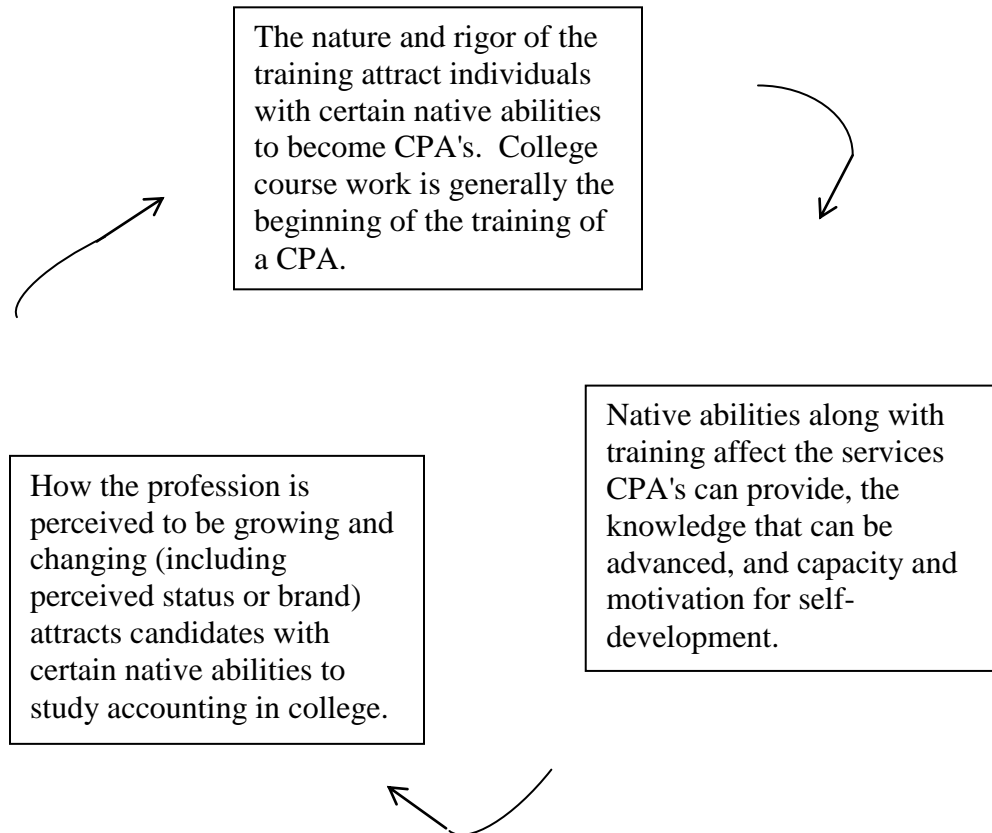 The nature and rigor of the
training attract individuals
with certain native abilities
to become CPA's.  College
course work is generally the
beginning of the training of
a CPA.
Native abilities along with
training affect the services
CPA's can provide, the
knowledge that can be
advanced, and capacity and
motivation for self-
development.
How the profession is
perceived to be growing and
changing (including
perceived status or brand)
attracts candidates with
certain native abilities to
study accounting in college.